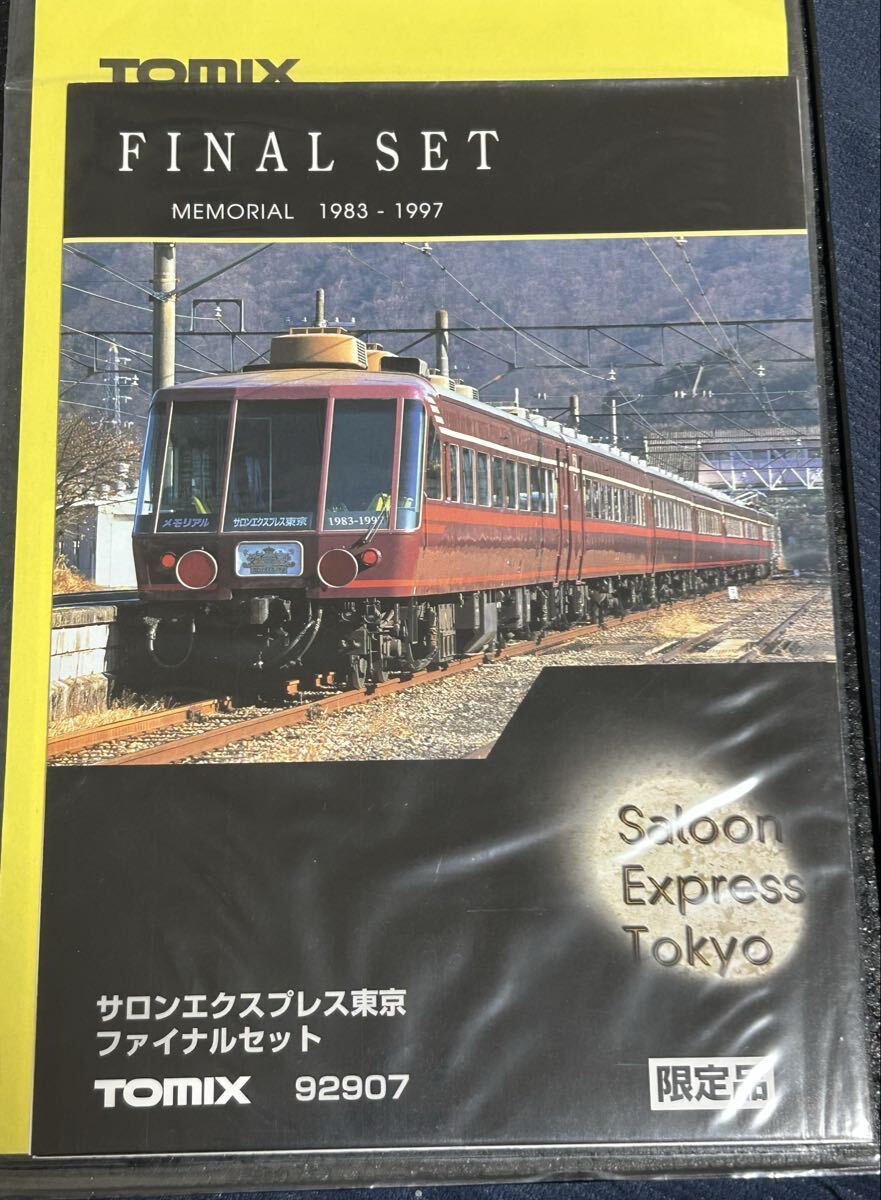 TOMIX
FINAL SET
MEMORIAL 1983 - 1997
メモリアル
サロンエクスプレス東京
1983-1997
Saloon
Express
Tokyo
サロンエクスプレス東京
ファイナルセット
TOMIX 92907
限定品